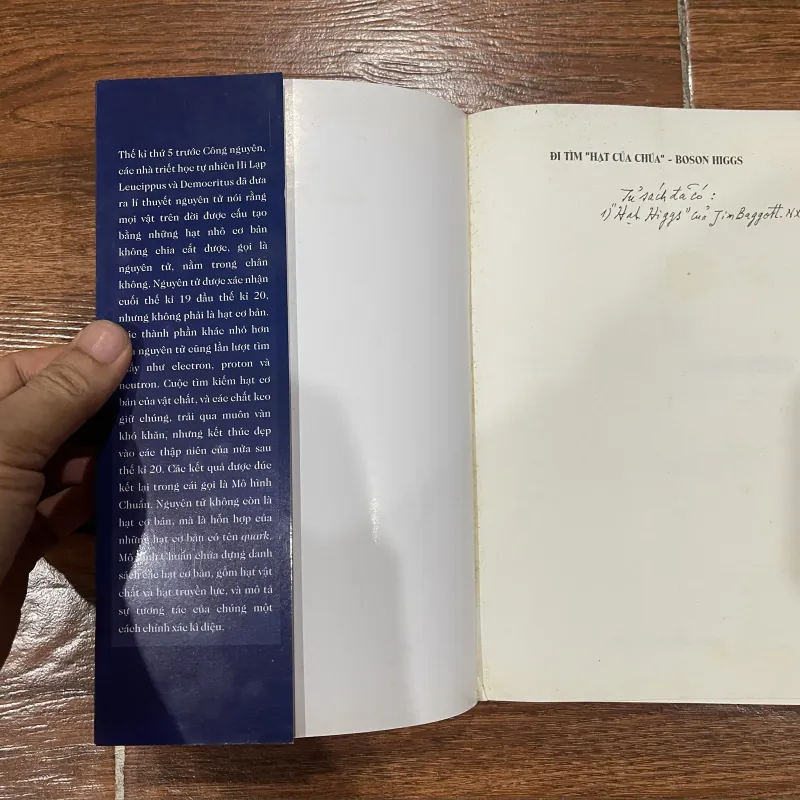 Thế kỉ thứ 5 trước Công nguyên,
các nhà triết học tự nhiên Hi Lạp
Leucippus và Democritus đã đưa
ra lí thuyết nguyên tử nói rằng
mọi vật trên đời được cấu tạo
bằng những hạt nhỏ cơ bản
không chia cắt được, gọi là
nguyên tử, nằm trong chân
không. Nguyên tử được xác nhận
cuối thế kỉ 19 đầu thế kỉ 20,
nhưng không phải là hạt cơ bản.
thành phần khác nhỏ hơn
nguyên tử cũng lần lượt tìm
như electron, proton và
neutron. Cuộc tìm kiếm hạt cơ
bản của vật chất, và các chất keo
giữ chúng, trải qua muôn vàn
khó khăn, nhưng kết thúc đẹp
vào các thập niên của nửa sau
thế kỉ 20. Các kết quả được đúc
kết lại trong cái gọi là Mô hình
Chuẩn. Nguyên tử không còn là
hạt cơ bản, mà là hỗn hợp của
những hạt cơ bản có tên quark.
Mô hình Chuẩn chứa đựng danh
sách các hạt cơ bản, gồm hạt vật
chất và hạt truyền lực, và mô tả
sự tương tác của chúng một
cách chính xác kì diệu.
ĐI TÌM "HẠT CỦA CHÚA" - BOSON HIGGS
Tủ sách đã có :
1) "Hạt Higgs" của Jim Baggott. NX